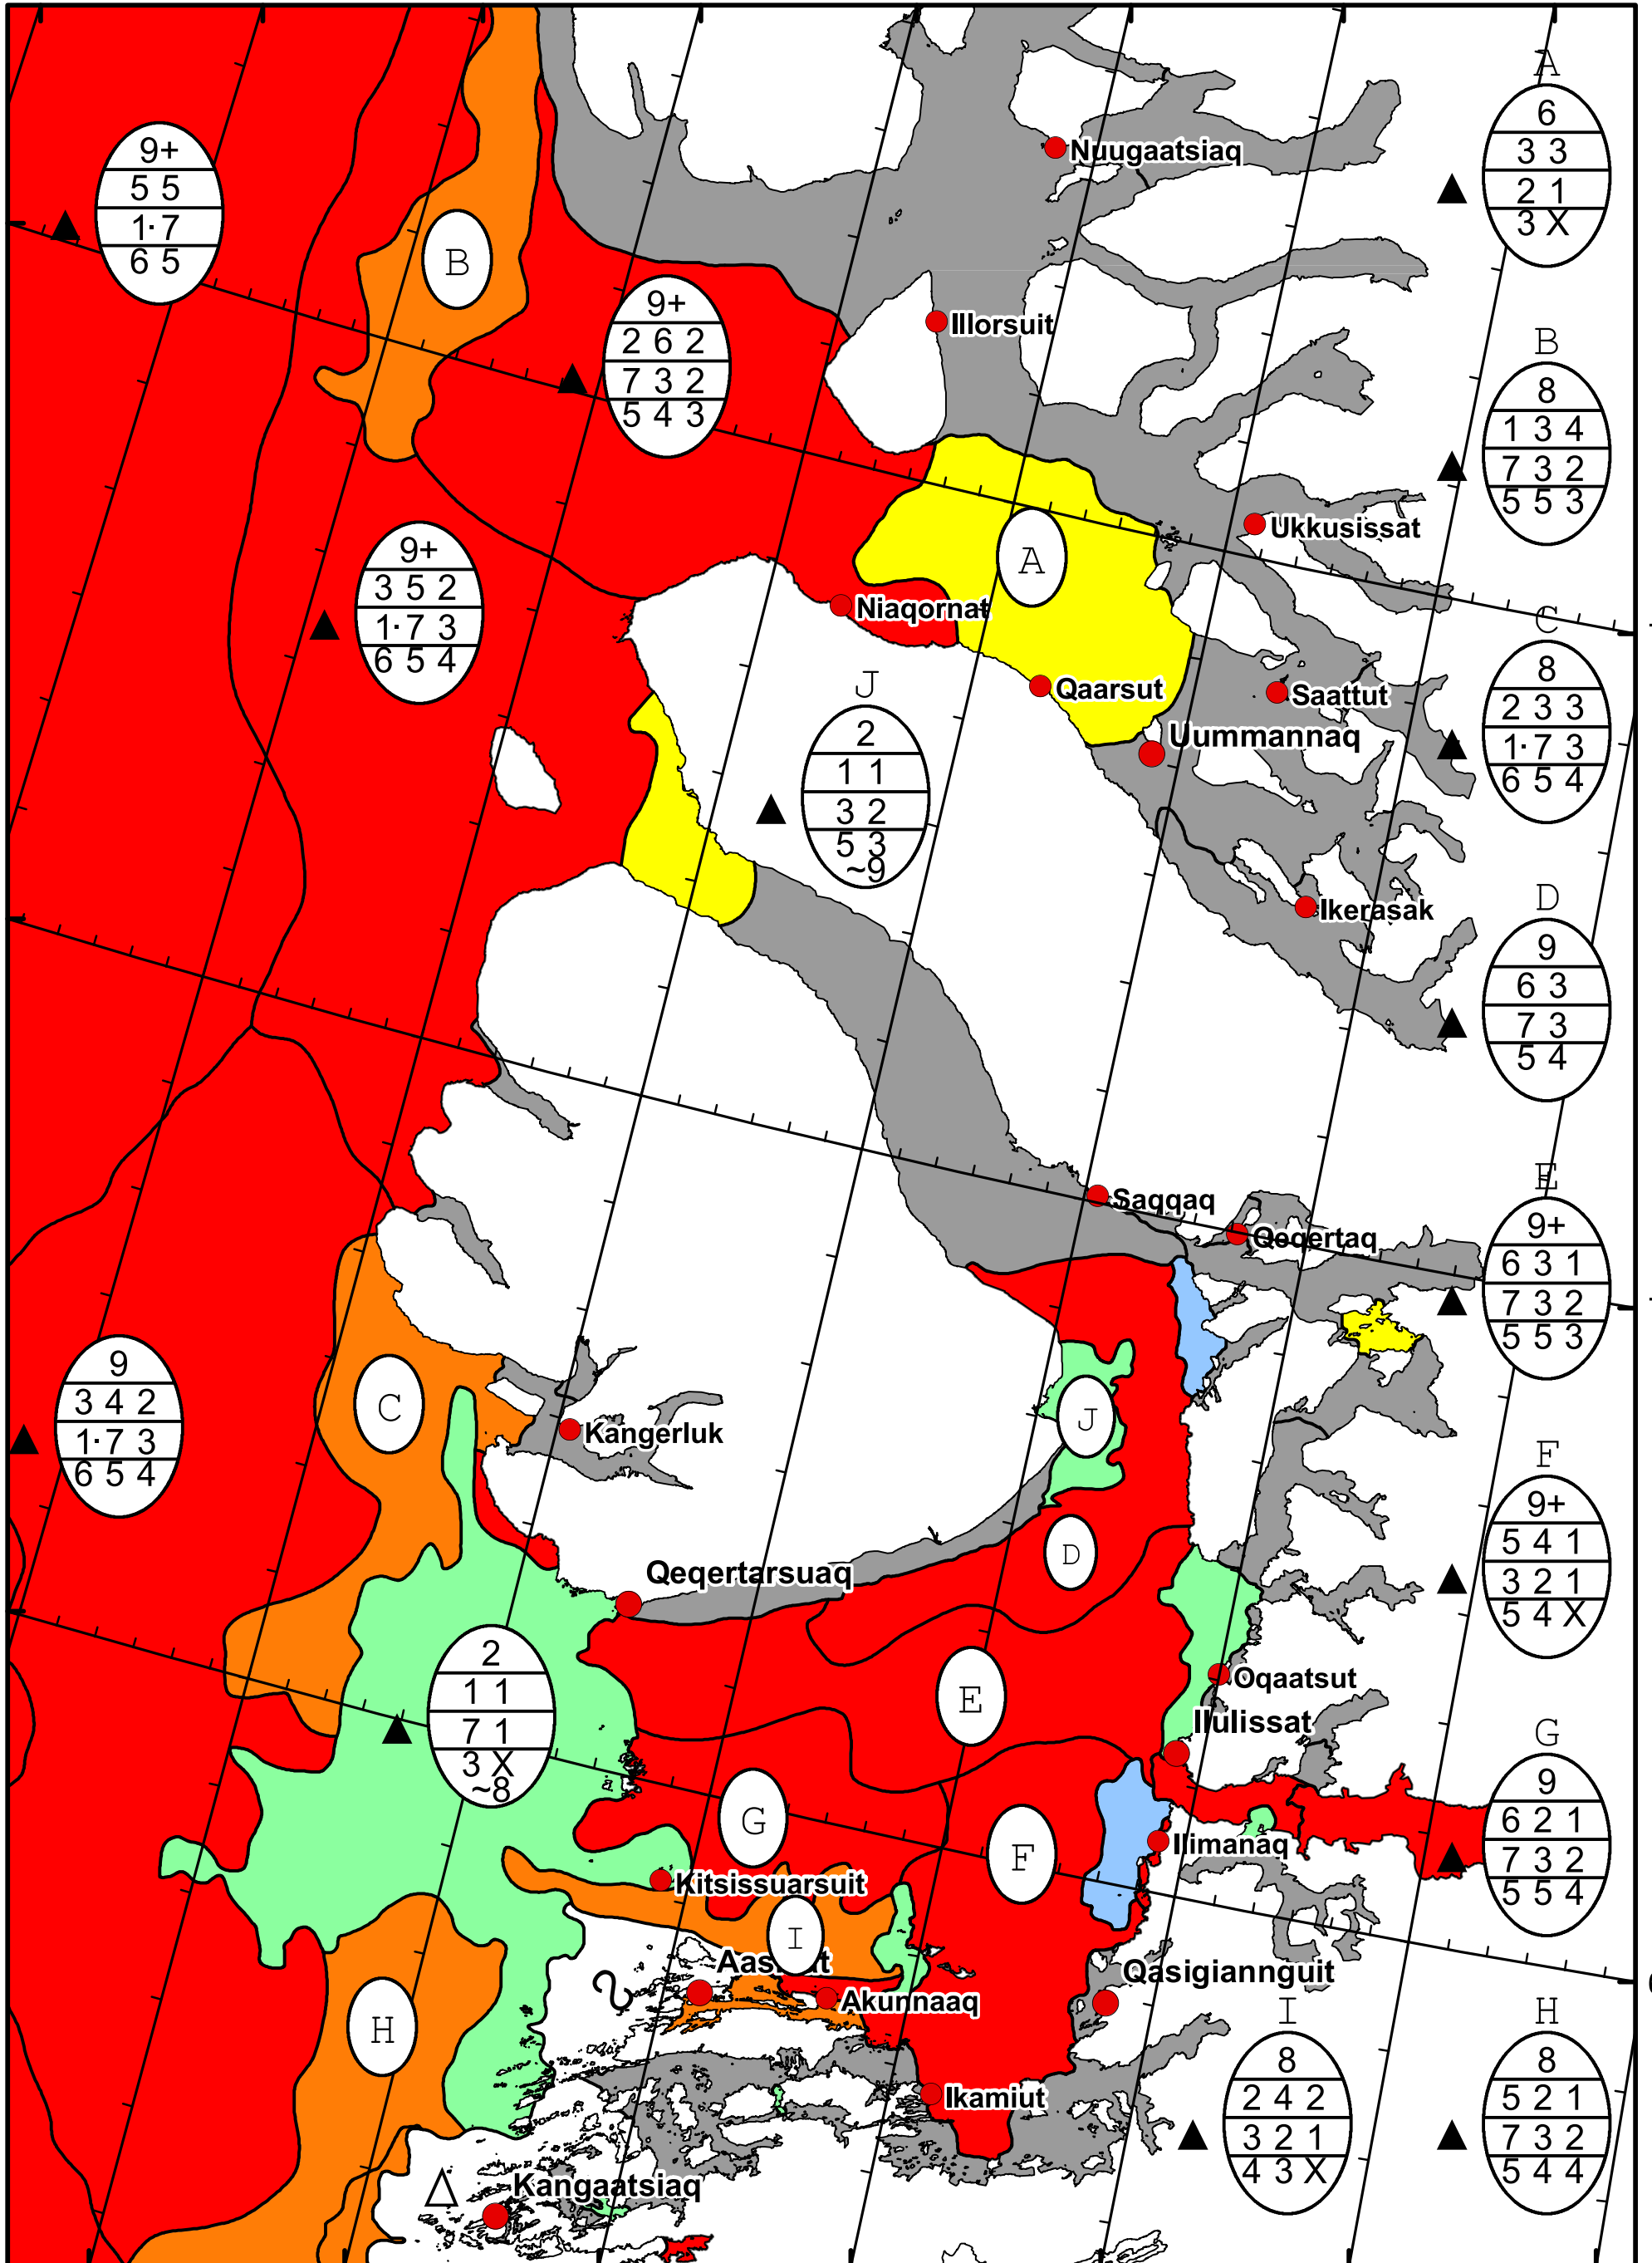 A
6
3 3
2 1
3 X
9+
5 5
1· 7
6 5
Nuugaatsiaq
B
9+
2 6 2
7 3 2
5 4 3
Illorsuit
B
8
1 3 4
7 3 2
5 5 3
Ukkusissat
A
9+
3 5 2
1· 7 3
6 5 4
Niaqornat
Qaarsut
Saattut
Uummannaq
C
8
2 3 3
1· 7 3
6 5 4
J
2
1 1
3 2
5 3
~9
Ikerasak
D
9
6 3
7 3
5 4
Saqqaq
Qeqertaq
E
9+
6 3 1
7 3 2
5 5 3
9
3 4 2
1· 7 3
6 5 4
C
Kangerluk
J
F
9+
5 4 1
3 2 1
5 4 X
D
Qeqertarsuaq
2
1 1
7 1
3 X
~8
E
Oqaatsut
Ilulissat
G
9
6 2 1
7 3 2
5 5 4
G
F
Ilimanaq
Kitsissuarsuit
I
Akunnaaq
Qasigiannguit
H
Ikamiut
I
8
2 4 2
3 2 1
4 3 X
H
8
5 2 1
7 3 2
5 4 4
Kangaatsiaq